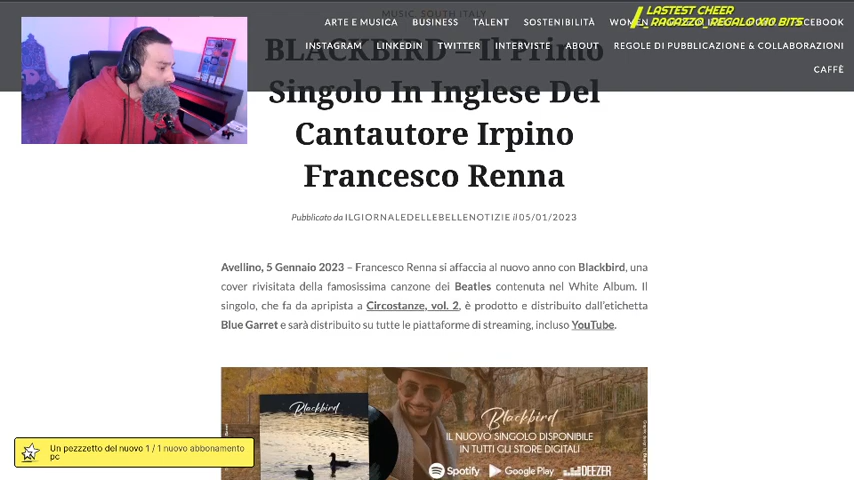 MUSIC, SOUTH ITALY
ARTE E MUSICA BUSINESS TALENT SOSTENIBILITÀ
LASTEST CHEER
RAGAZZO_REGALO X10 BITS
INSTAGRAM LINKEDIN TWITTER INTERVISTE ABOUT REGOLE DI PUBBLICAZIONE & COLLABORAZIONI
CAFFÈ
BLACKBIRD – Il Primo
Singolo In Inglese Del
Cantautore Irpino
Francesco Renna
Pubblicato da ILGIORNALEDELLEBELLENOTIZIE il 05/01/2023
Avellino, 5 Gennaio 2023 – Francesco Renna si affaccia al nuovo anno con Blackbird, una
cover rivisitata della famosissima canzone dei Beatles contenuta nel White Album. Il
singolo, che fa da apripista a Circostanze, vol. 2, è prodotto e distribuito dall'etichetta
Blue Garret e sarà distribuito su tutte le piattaforme di streaming, incluso YouTube.
Blackbird
Blackbird
IL NUOVO SINGOLO DISPONIBILE
IN TUTTI GLI STORE DIGITALI
Spotify Google Play DEEZER
Un pezzzetto del nuovo 1 / 1 nuovo abbonamento
pc